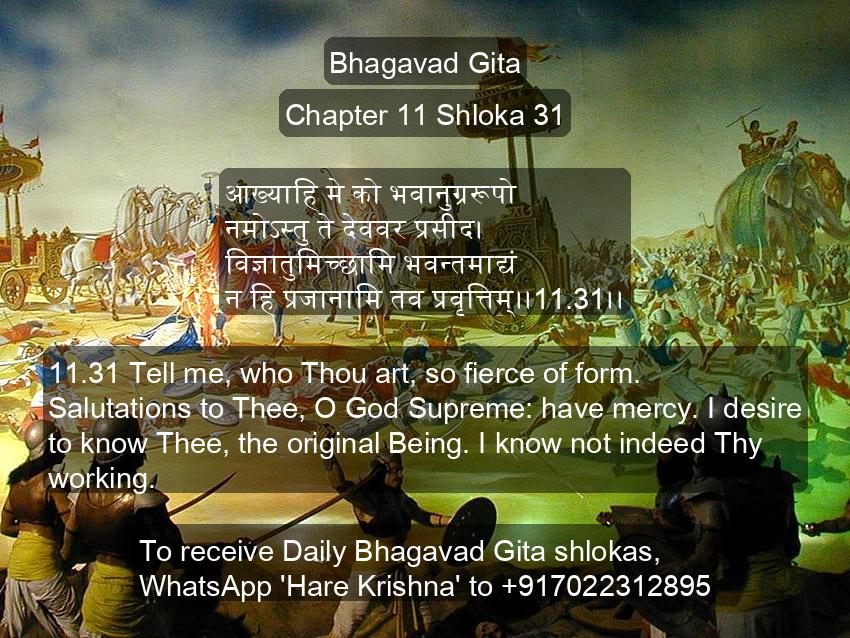 Bhagavad Gita
Chapter 11 Shloka 31
आख्याहि मे को भवानुग्ररूपो
नमोऽस्तु ते देववर प्रसीद।
विज्ञातुमिच्छामि भवन्तमाद्यं
न हि प्रजानामि तव प्रवृत्तिम्।।11.31।।
11.31 Tell me, who Thou art, so fierce of form.
Salutations to Thee, O God Supreme: have mercy. I desire
to know Thee, the original Being. I know not indeed Thy
working.
To receive Daily Bhagavad Gita shlokas,
WhatsApp 'Hare Krishna' to +917022312895